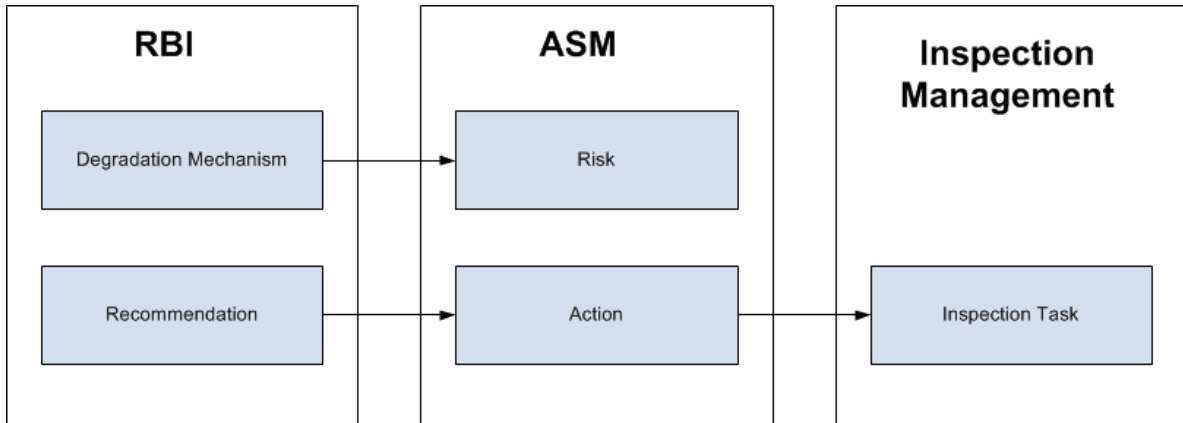 RBI
Degradation Mechanism
Recommendation
ASM
Risk
Action
Inspection
Management
Inspection Task